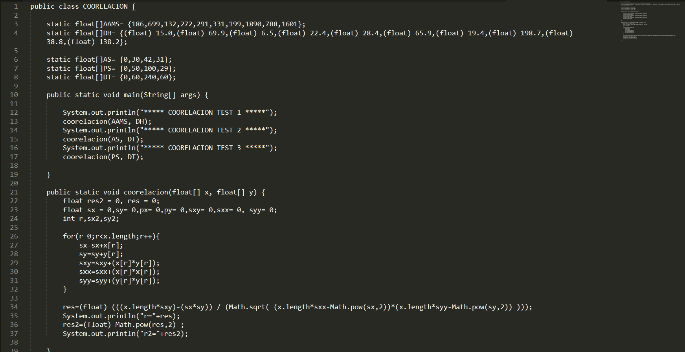 public class COORELACION {
static float[]AAMS= {186,699,132,272,291,331,199,1890,788,1601};
static float[]DH= {(float) 15.0,(float) 69.9,(float) 6.5,(float) 22.4,(float) 28.4,(float) 65.9,(float) 19.4,(float) 198.7,(float)
38.8,(float) 138.2};
static float[]AS= {0,30,42,31};
static float[]PS= {0,50,100,29};
static float[]DT= {0,60,240,60};
public static void main(String[] args) {
System.out.println("***** COORELACION TEST 1 *****");
coorelacion(AAMS, DH);
System.out.println("***** COORELACION TEST 2 *****");
coorelacion(AS, DT);
System.out.println("***** COORELACION TEST 3 *****");
coorelacion(PS, DT);
}
public static void coorelacion(float[] x, float[] y) {
float res2 = 0, res = 0;
float sx = 0,sy= 0,px= 0,py= 0,sxy= 0,sxx= 0, syy= 0;
int r,sx2,sy2;
for(r=0;r<x.length;r++){
sx=sx+x[r];
sy=sy+y[r];
sxy=sxy+(x[r]*y[r]);
sxx=sxx+(x[r]*x[r]);
syy=syy+(y[r]*y[r]);
}
res=(float) (((x.length*sxy)-(sx*sy)) / (Math.sqrt( (x.length*sxx-Math.pow(sx,2))*(x.length*syy-Math.pow(sy,2)) )));
System.out.println("r="+res);
res2=(float) Math.pow(res,2) ;
System.out.println("r2="+res2);
}